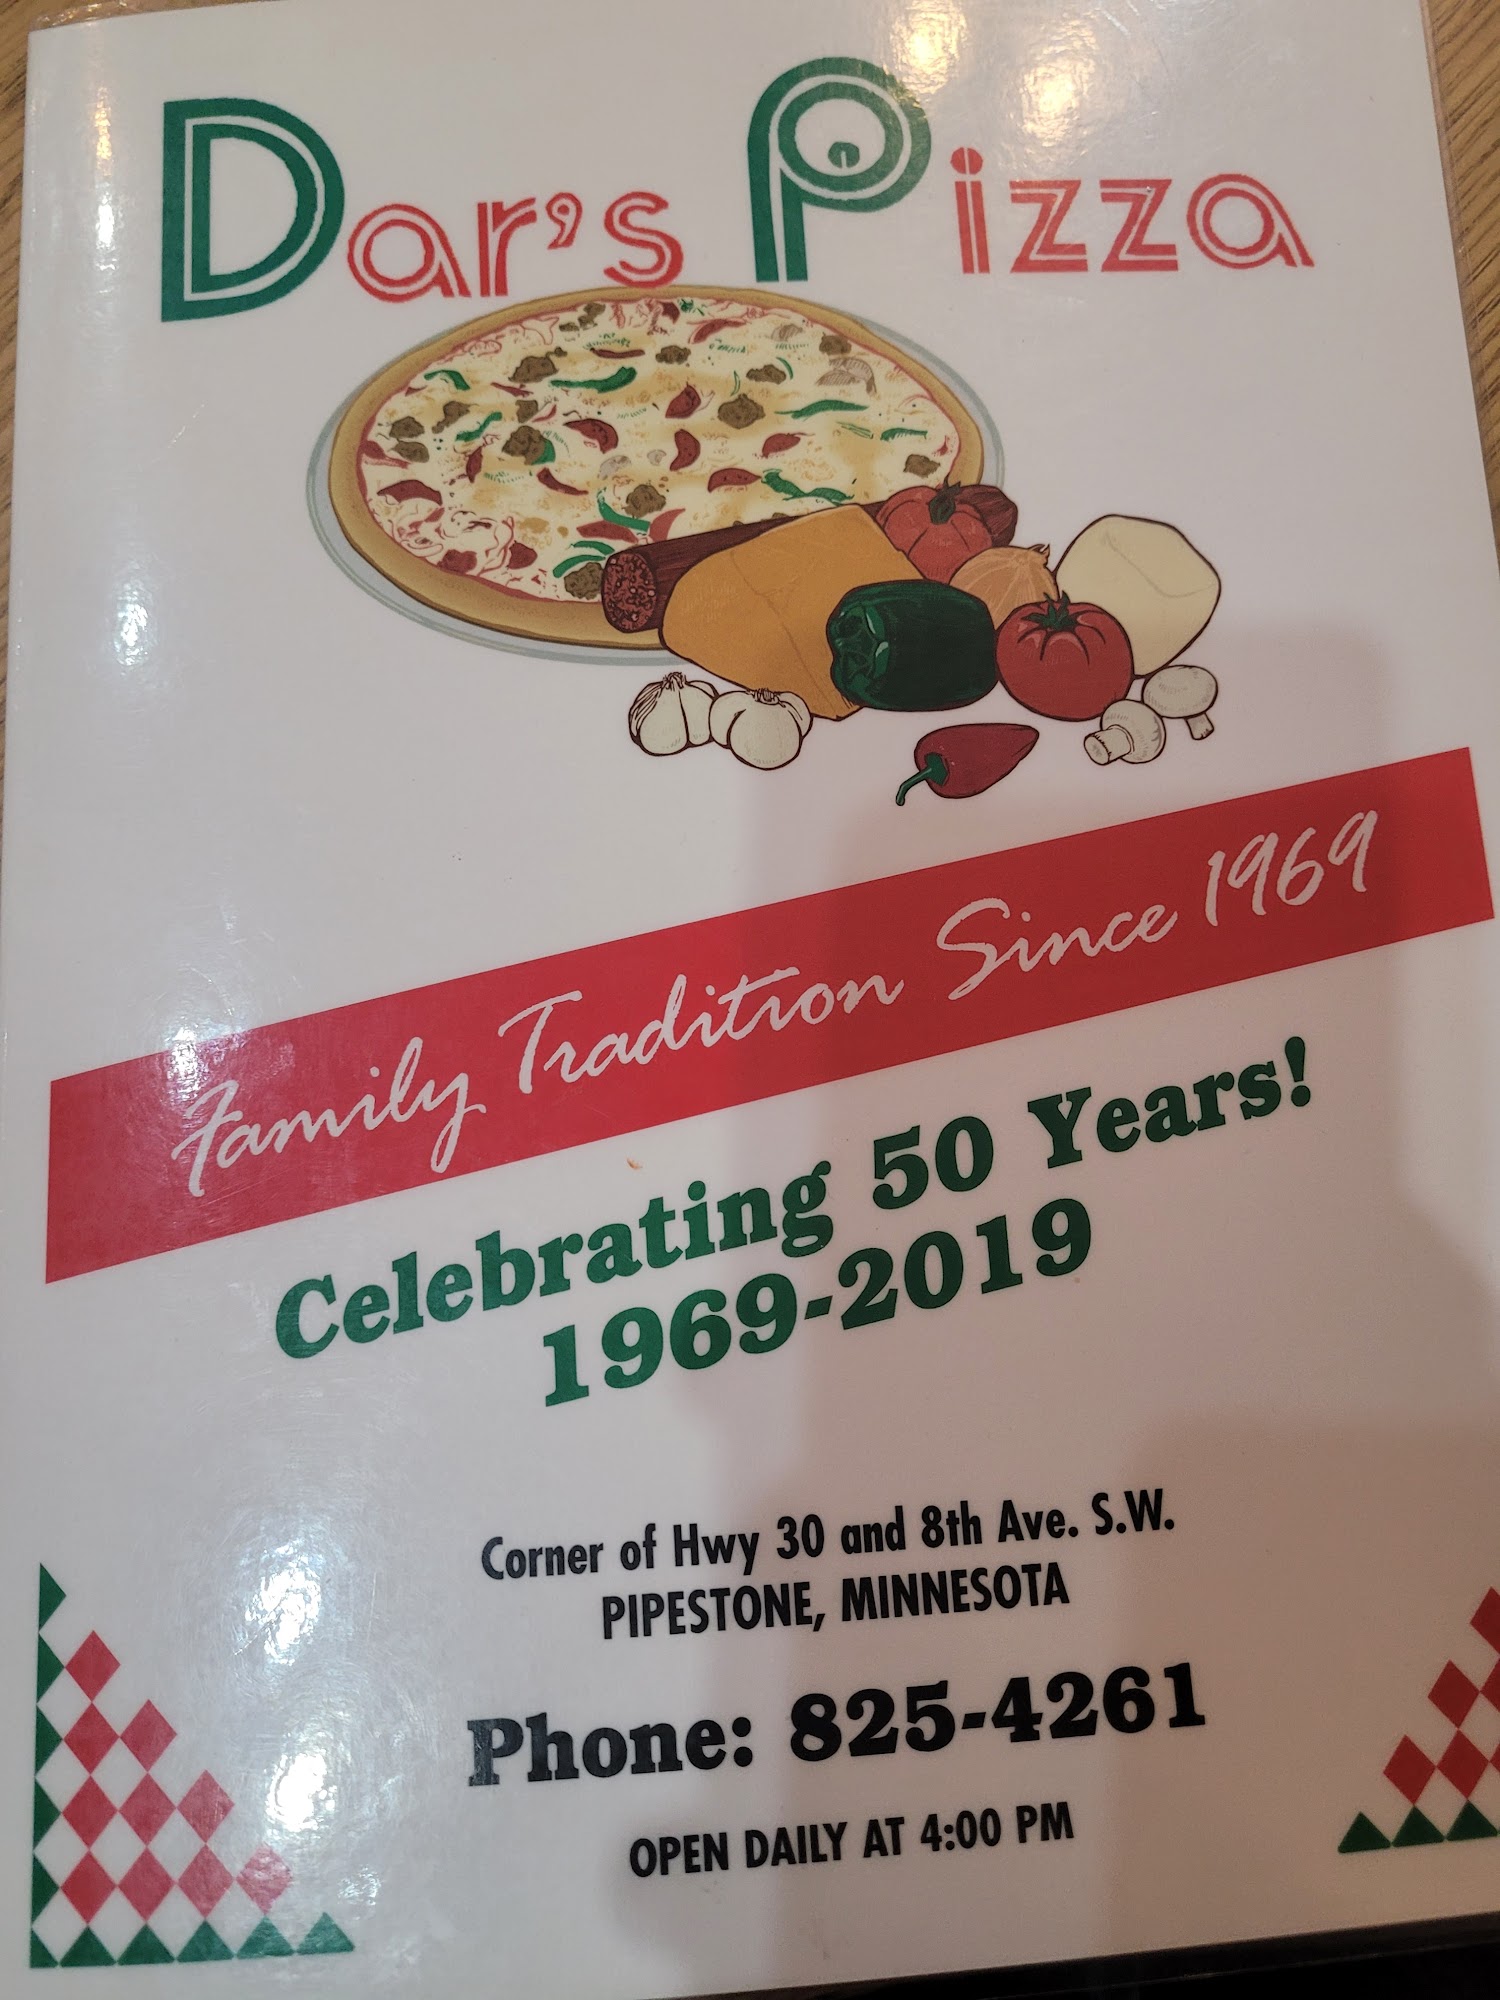 Dar's Pizza
Family Tradition Since 1969
Celebrating 50 Years!
1969-2019
Corner of Hwy 30 and 8th Ave. S.W.
PIPESTONE, MINNESOTA
Phone: 825-4261
OPEN DAILY AT 4:00 PM